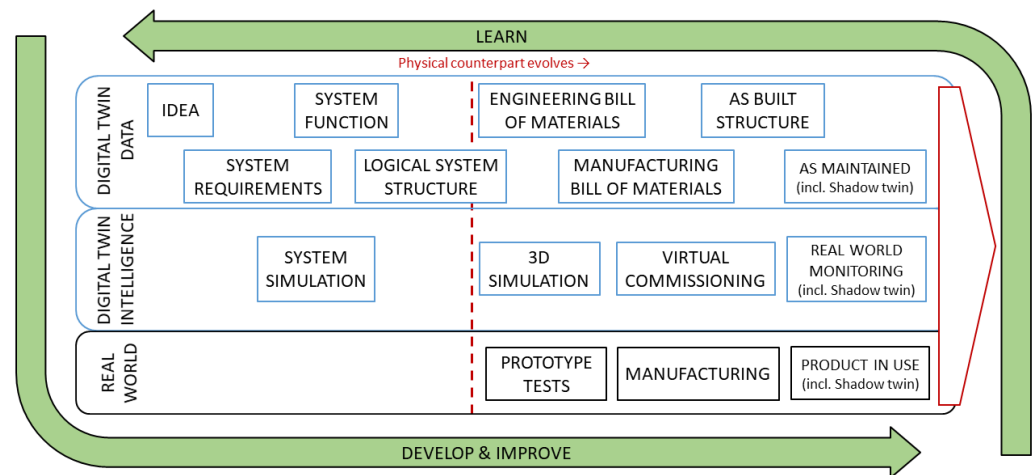 LEARN
Physical counterpart evolves →
DIGITAL TWIN
DATA
IDEA
SYSTEM
FUNCTION
ENGINEERING BILL
OF MATERIALS
AS BUILT
STRUCTURE
SYSTEM
REQUIREMENTS
LOGICAL SYSTEM
STRUCTURE
MANUFACTURING
BILL OF MATERIALS
AS MAINTAINED
(incl. Shadow twin)
DIGITAL TWIN
INTELLIGENCE
SYSTEM
SIMULATION
3D
SIMULATION
VIRTUAL
COMMISSIONING
REAL WORLD
MONITORING
(incl. Shadow twin)
REAL
WORLD
PROTOTYPE
TESTS
MANUFACTURING
PRODUCT IN USE
(incl. Shadow twin)
DEVELOP & IMPROVE